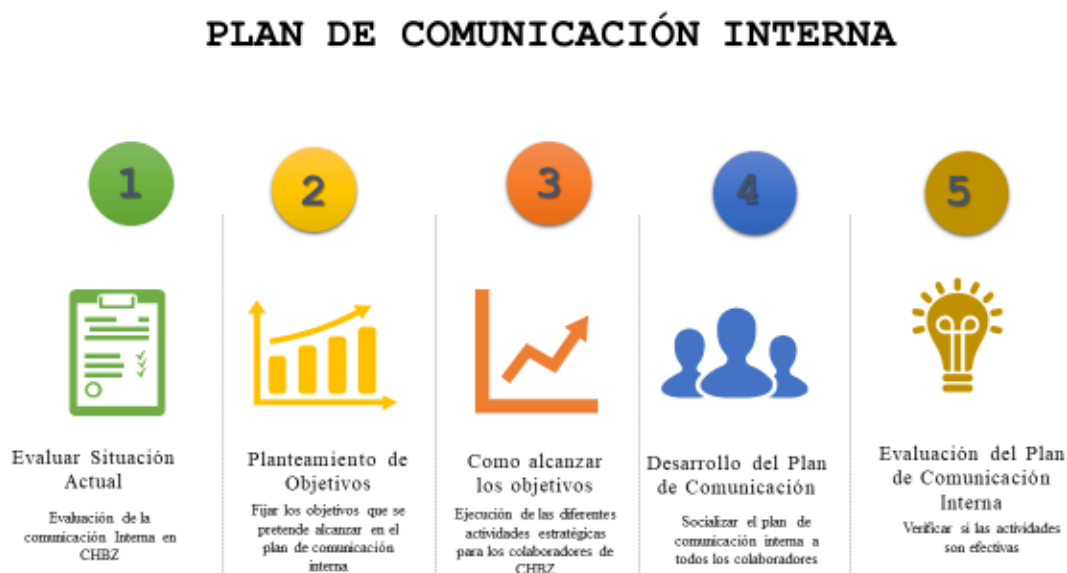 PLAN DE COMUNICACIÓN INTERNA
1
2
3
4
5
Evaluar Situación
Actual
Evaluación de la
comunicación Interna en
CHBZ
Planteamiento de
Objetivos
Fijar los objetivos que se
pretende alcanzar en el
plan de comunicación
interna
Como alcanzar
los objetivos
Ejecución de las diferentes
actividades estratégicas
para los colaboradores de
CHBZ
Desarrollo del Plan
de Comunicación
Socializar el plan de
comunicación interna a
todos los colaboradores
Evaluación del Plan
de Comunicación
Interna
Verificar si las actividades
son efectivas